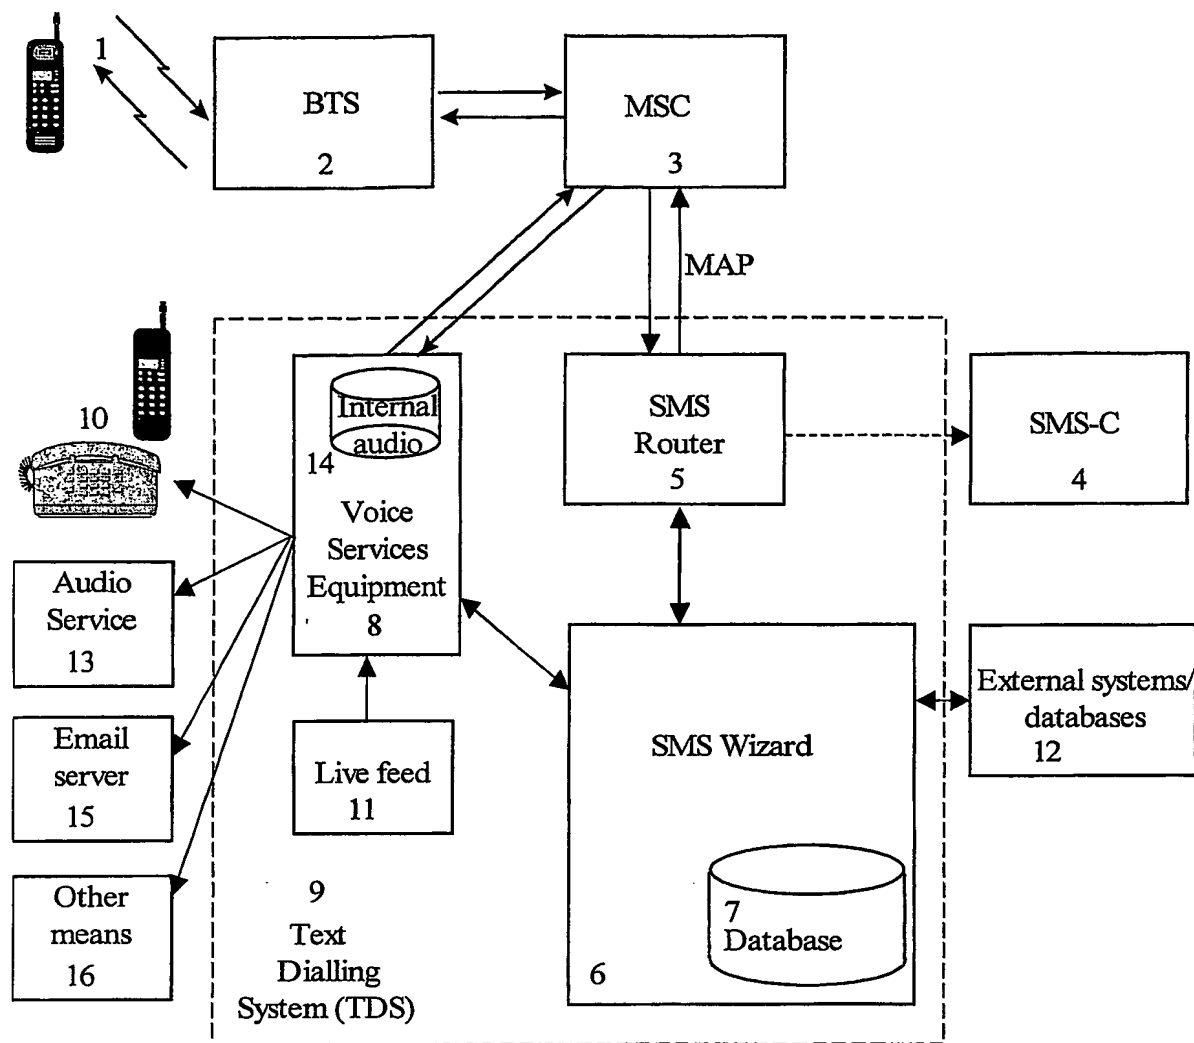 1
BTS
2
MSC
3
MAP
10
Internal
audio
14
Voice
Services
Equipment
8
SMS
Router
5
SMS-C
4
Audio
Service
13
Email
server
15
Other
means
16
Live feed
11
SMS Wizard
7
Database
6
External systems/
databases
12
9
Text
Dialling
System (TDS)